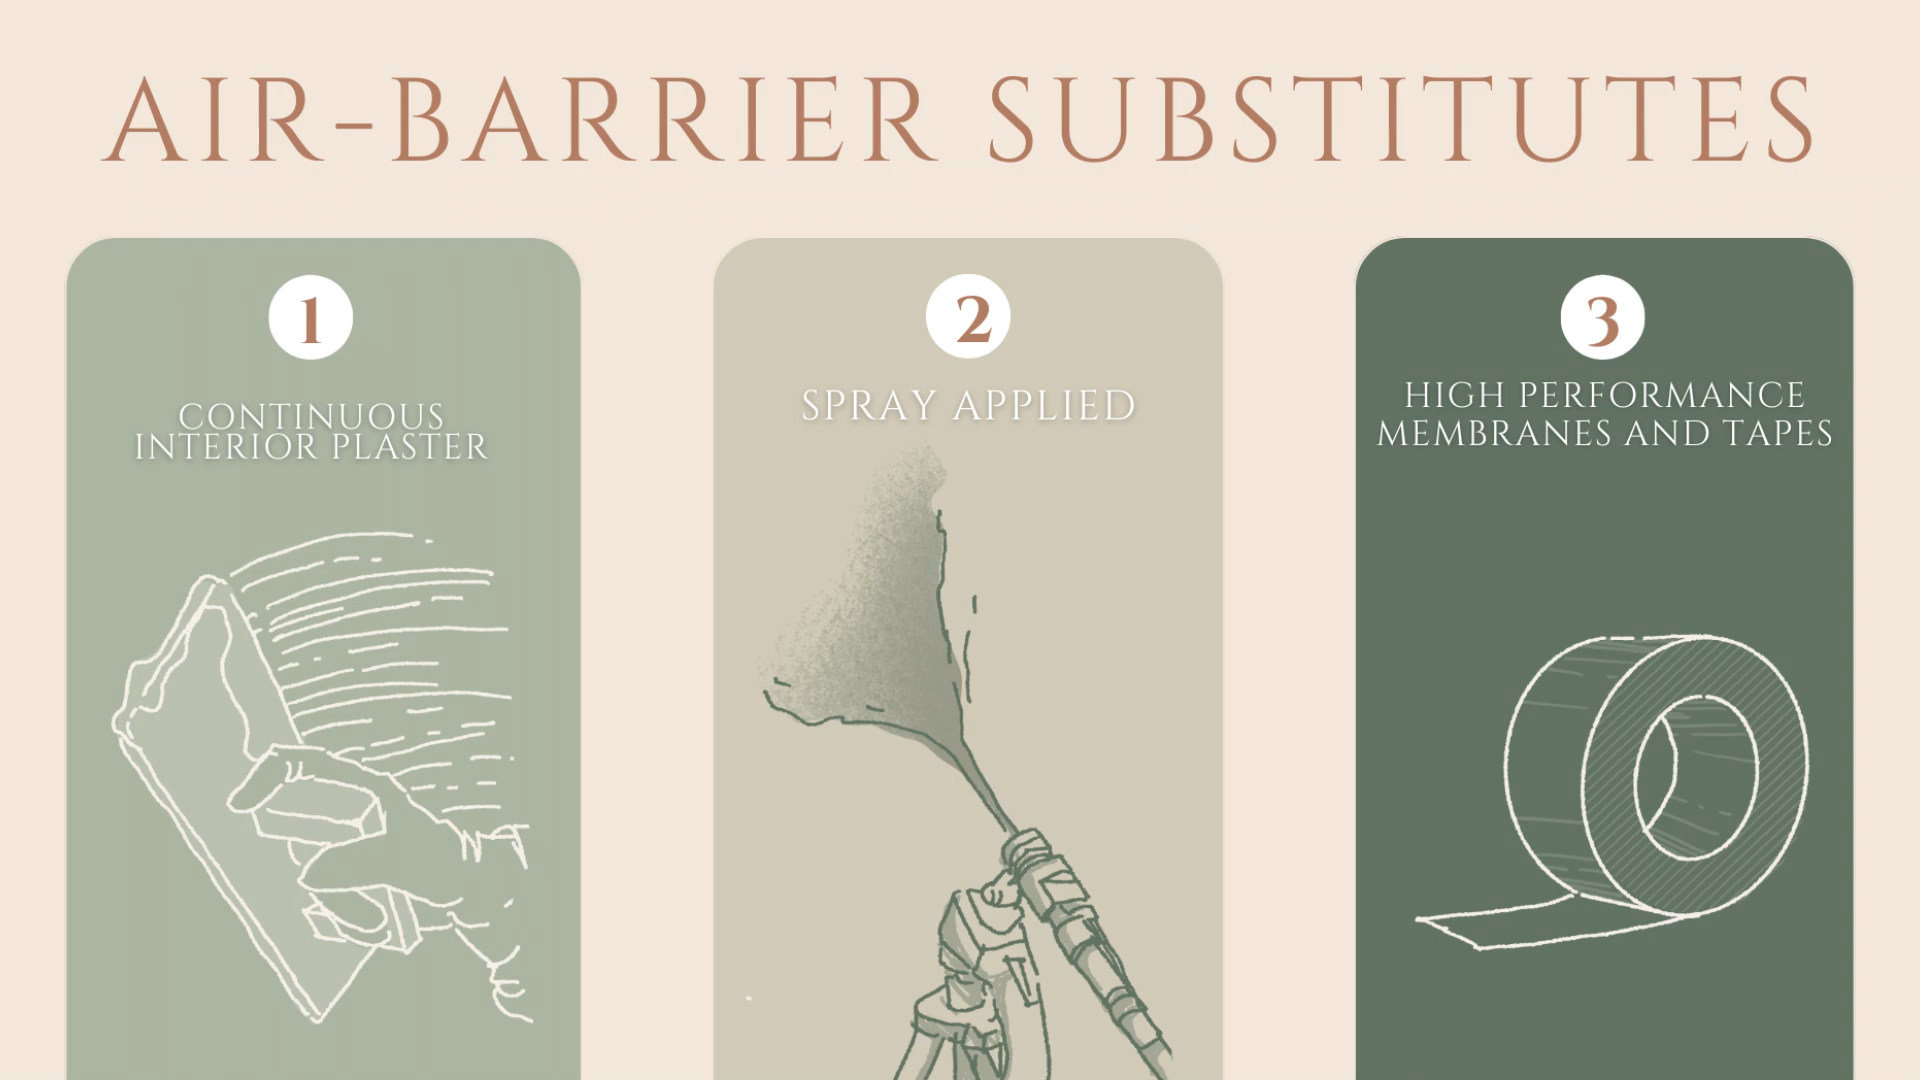 AIR-BARRIER SUBSTITUTES
1
CONTINUOUS
INTERIOR PLASTER
2
SPRAY APPLIED
3
HIGH PERFORMANCE
MEMBRANES AND TAPES